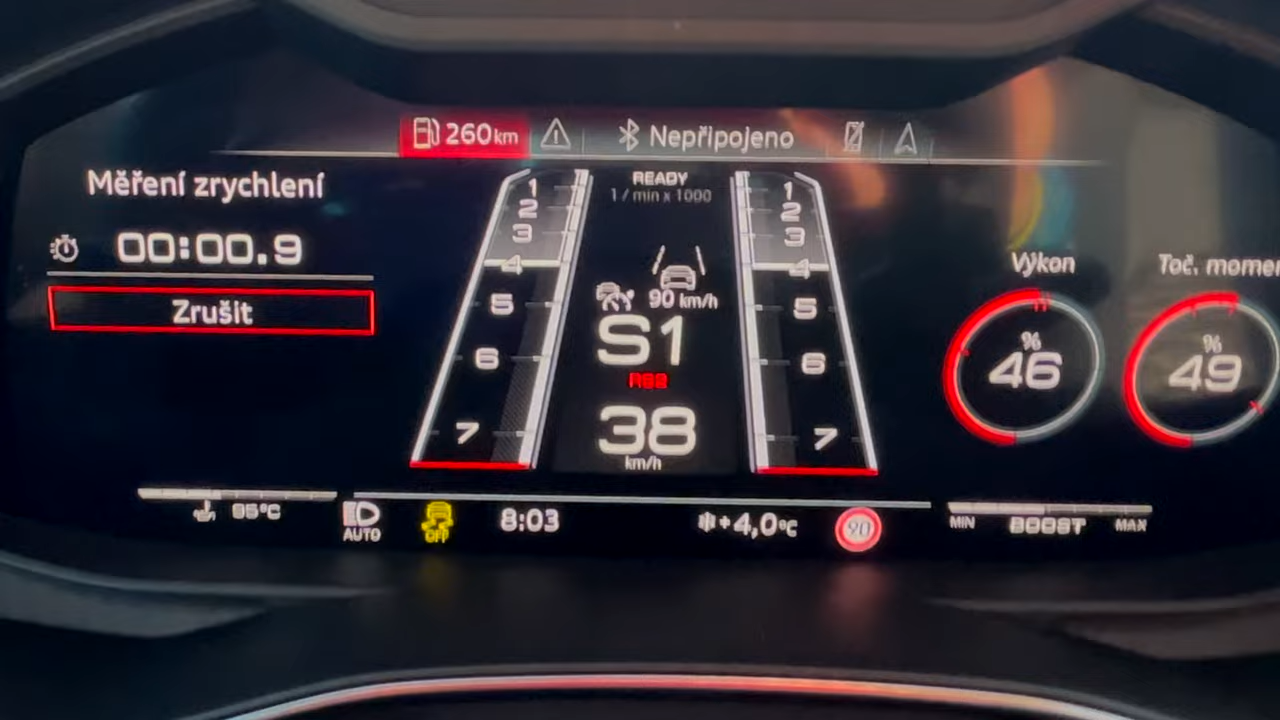 260km
Nepřipojeno
Měření zrychlení
00:00.9
Zrušit
READY
1 / min x 1000
1
2
3
4
5
6
7
1
2
3
4
5
6
7
90 km/h
S1
38
km/h
Výkon
%
46
Toč. momen
%
49
AUTO
OFF
8:03
+4,0°C
90
MIN
BOOST
MAX